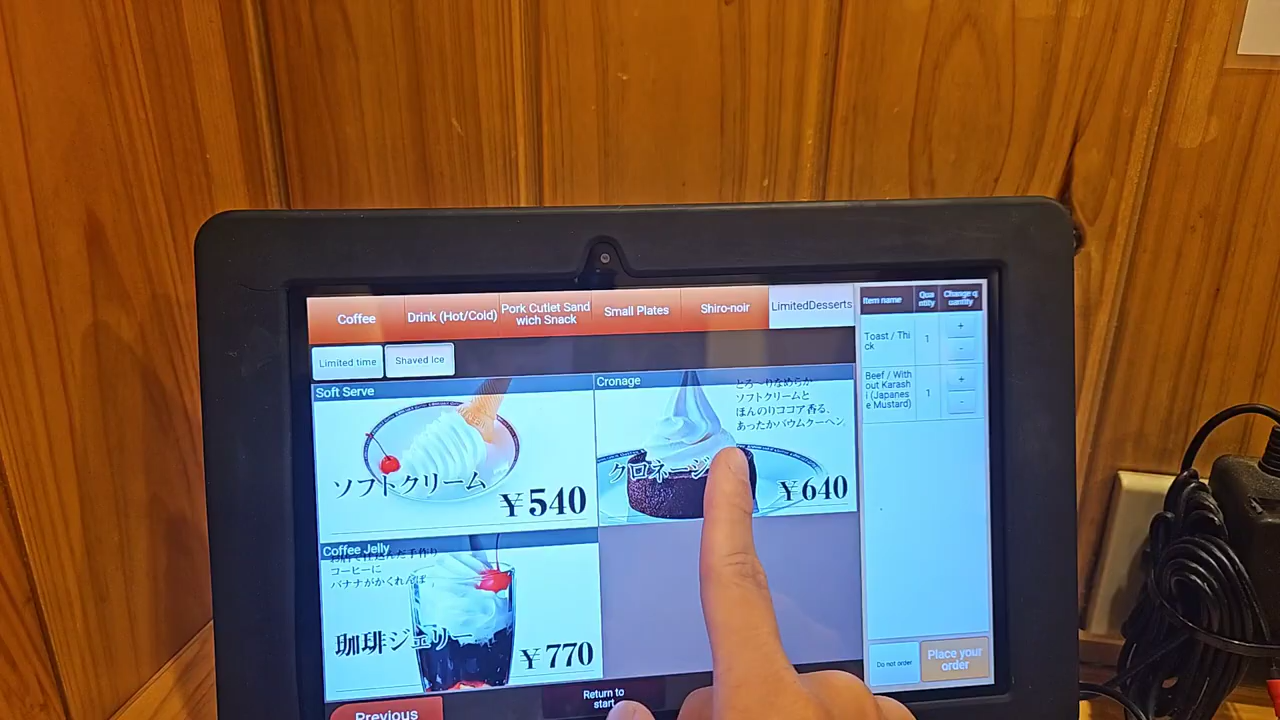 Coffee
Drink (Hot/Cold)
Pork Cutlet Sand
wich Snack
Small Plates
Shiro-noir
LimitedDesserts
Limited time
Shaved Ice
Soft Serve
ソフトクリーム
¥540
Cronage
とろ〜りなめらか
ソフトクリームと
ほんのりココア香る、
あったかバウムクーヘン。
クロネージ
¥640
Coffee Jelly
コーヒーに
バナナがかくれんぼ
珈琲ジェリー
¥770
Item name
Qua
ntity
Change q
uantity
Toast / Thi
ck
1
+
-
Beef / With
out Karash
i (Japanes
e Mustard)
1
+
-
Do not order
Place your
order
Previous
Return to
start